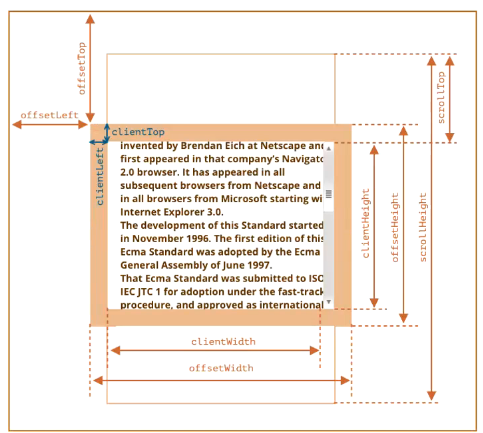 offsetTop
scrollTop
offsetLeft
clientTop
clientLeft
invented by Brendan Eich at Netscape and
first appeared in that company's Navigato
2.0 browser. It has appeared in all
subsequent browsers from Netscape and
in all browsers from Microsoft starting wi
Internet Explorer 3.0.
The development of this Standard started
in November 1996. The first edition of this
Ecma Standard was adopted by the Ecma
General Assembly of June 1997.
That Ecma Standard was submitted to ISO
IEC JTC 1 for adoption under the fast-track
procedure, and approved as international
clientHeight
offsetHeight
scrollHeight
clientWidth
offsetWidth